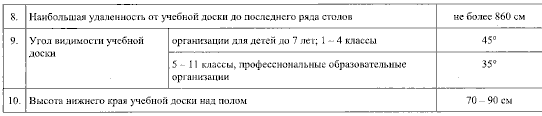 8. Наибольшая удаленность от учебной доски до последнего ряда столов не более 860 см
9. Угол видимости учебной доски организации для детей до 7 лет; 1 – 4 классы 45°
5 – 11 классы, профессиональные образовательные организации 35°
10. Высота нижнего края учебной доски над полом 70 – 90 см